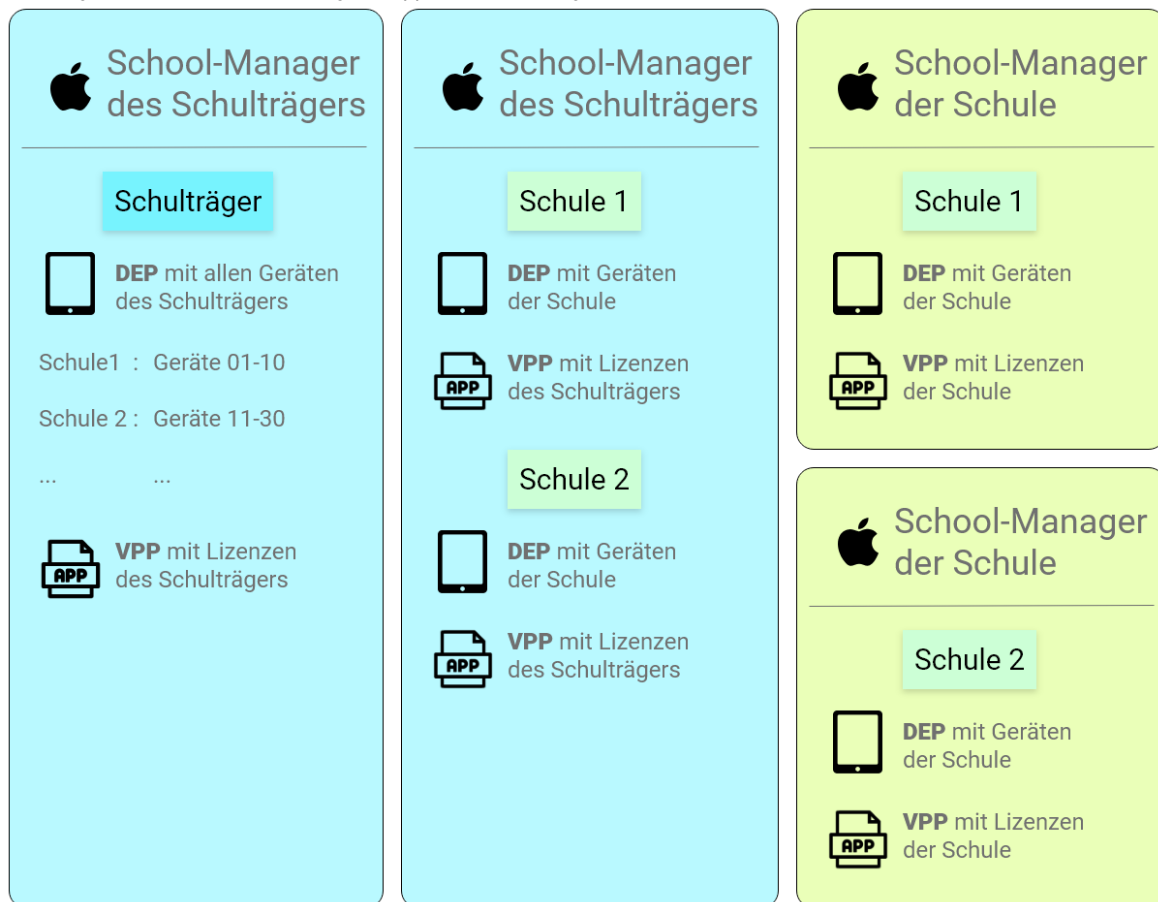 School-Manager
des Schulträgers
Schulträger
DEP mit allen Geräten
des Schulträgers
Schule1 : Geräte 01-10
Schule 2 : Geräte 11-30
... ...
APP
VPP mit Lizenzen
des Schulträgers
School-Manager
des Schulträgers
Schule 1
DEP mit Geräten
der Schule
APP
VPP mit Lizenzen
des Schulträgers
Schule 2
DEP mit Geräten
der Schule
APP
VPP mit Lizenzen
des Schulträgers
School-Manager
der Schule
Schule 1
DEP mit Geräten
der Schule
APP
VPP mit Lizenzen
der Schule
School-Manager
der Schule
Schule 2
DEP mit Geräten
der Schule
APP
VPP mit Lizenzen
der Schule